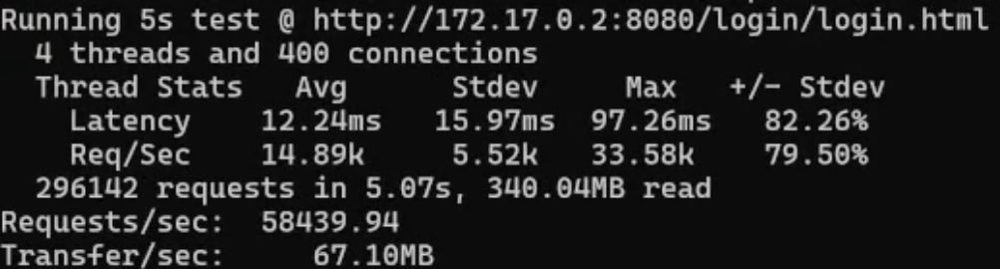 Running 5s test @ http://172.17.0.2:8080/login/login.html
4 threads and 400 connections
Thread Stats Avg Stdev Max +/- Stdev
Latency 12.24ms 15.97ms 97.26ms 82.26%
Req/Sec 14.89k 5.52k 33.58k 79.50%
296142 requests in 5.07s, 340.04MB read
Requests/sec: 58439.94
Transfer/sec: 67.10MB